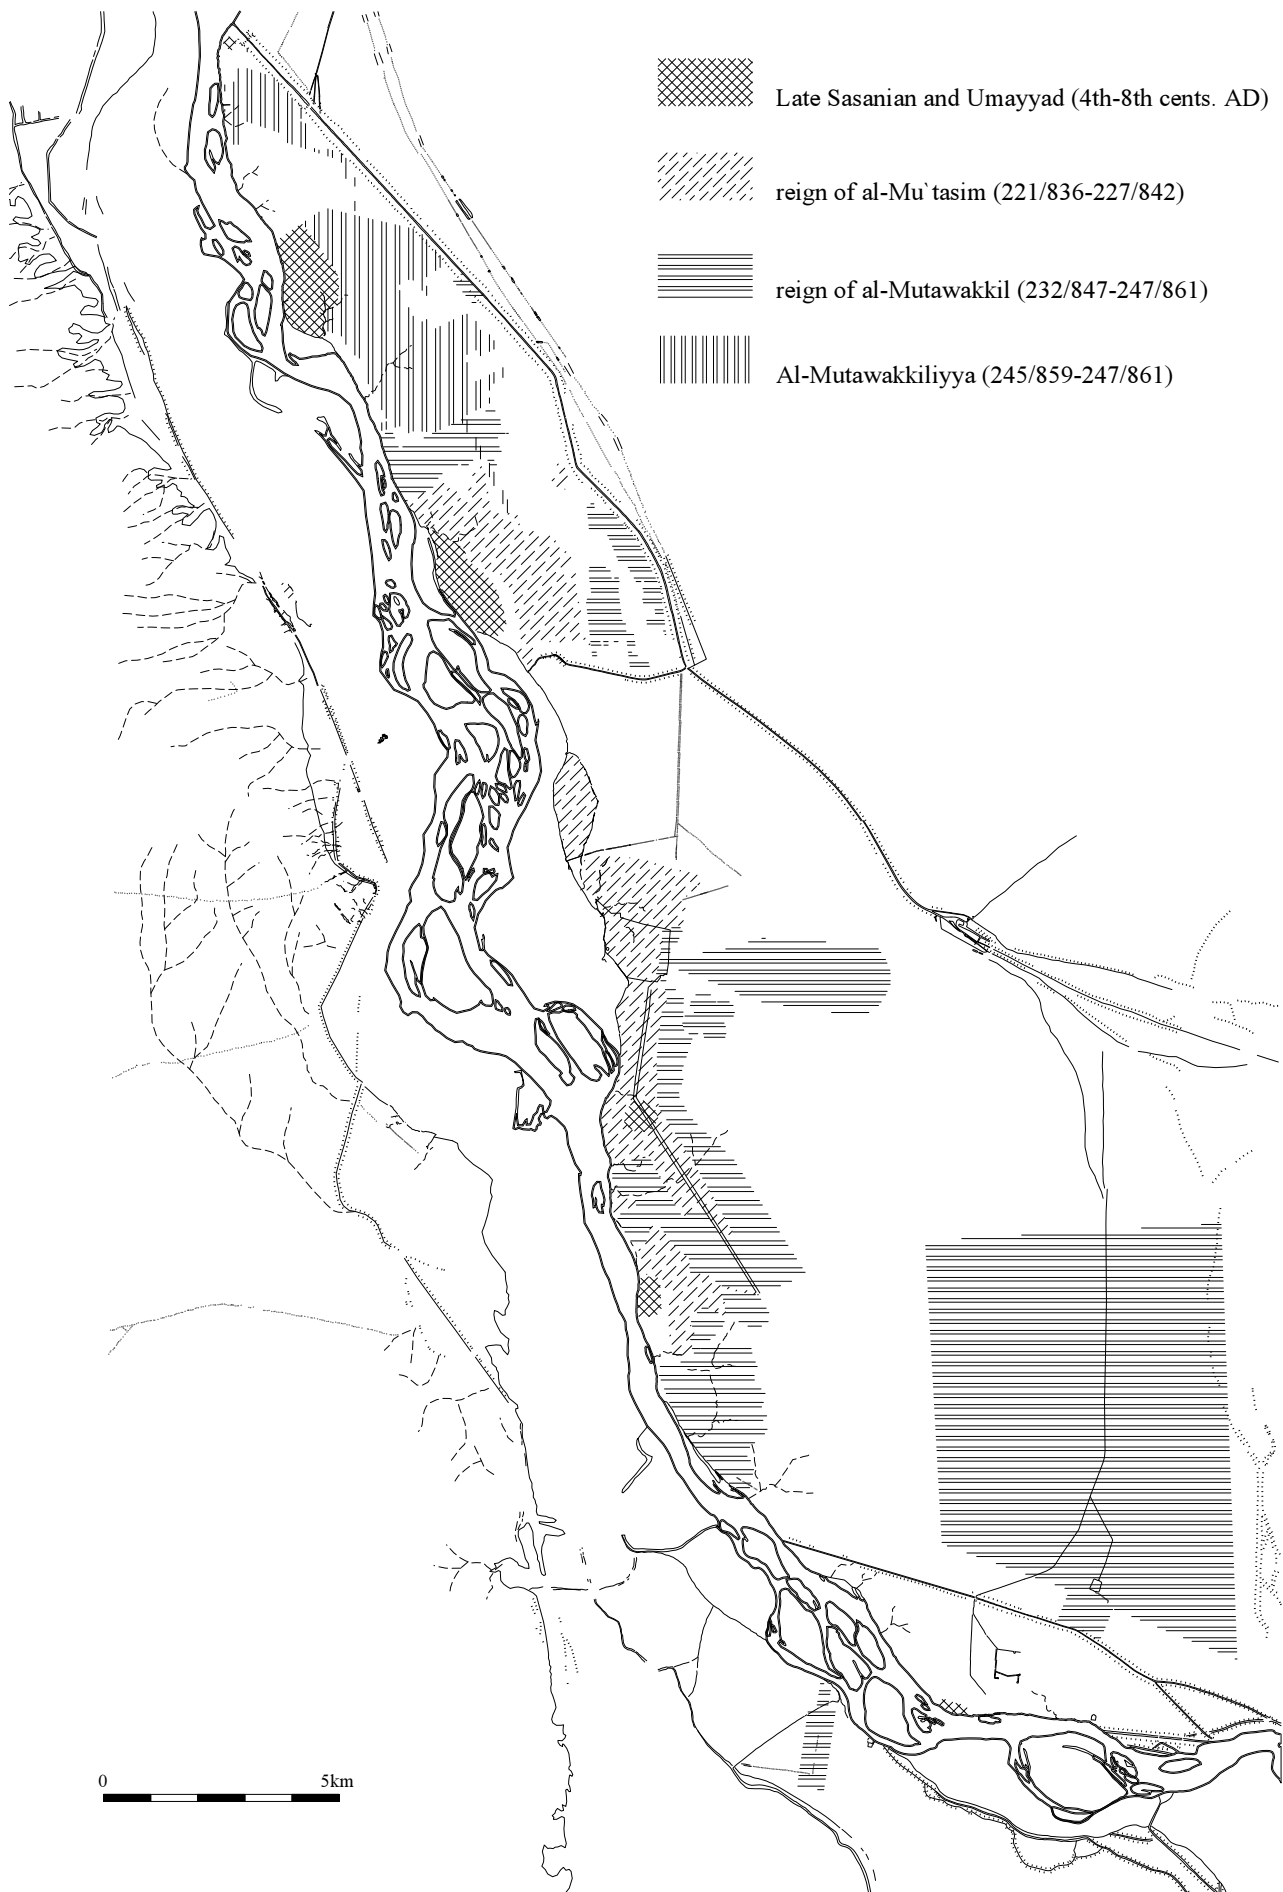 Late Sasanian and Umayyad (4th-8th cents. AD)
reign of al-Mu`tasim (221/836-227/842)
reign of al-Mutawakkil (232/847-247/861)
Al-Mutawakkiliyya (245/859-247/861)
0 5km